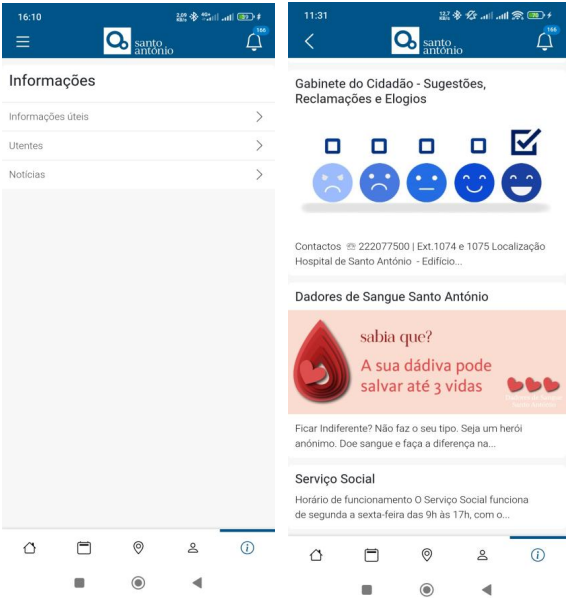 16:10
166
santo
antónio
Informações
Informações úteis
Utentes
Notícias
11:31
166
santo
antónio
Gabinete do Cidadão - Sugestões,
Reclamações e Elogios
Contactos ☏ 222077500 | Ext.1074 e 1075 Localização
Hospital de Santo António - Edifício...
Dadores de Sangue Santo António
sabia que?
A sua dádiva pode
salvar até 3 vidas
Ficar Indiferente? Não faz o seu tipo. Seja um herói
anónimo. Doe sangue e faça a diferença na...
Serviço Social
Horário de funcionamento O Serviço Social funciona
de segunda a sexta-feira das 9h às 17h, com o...